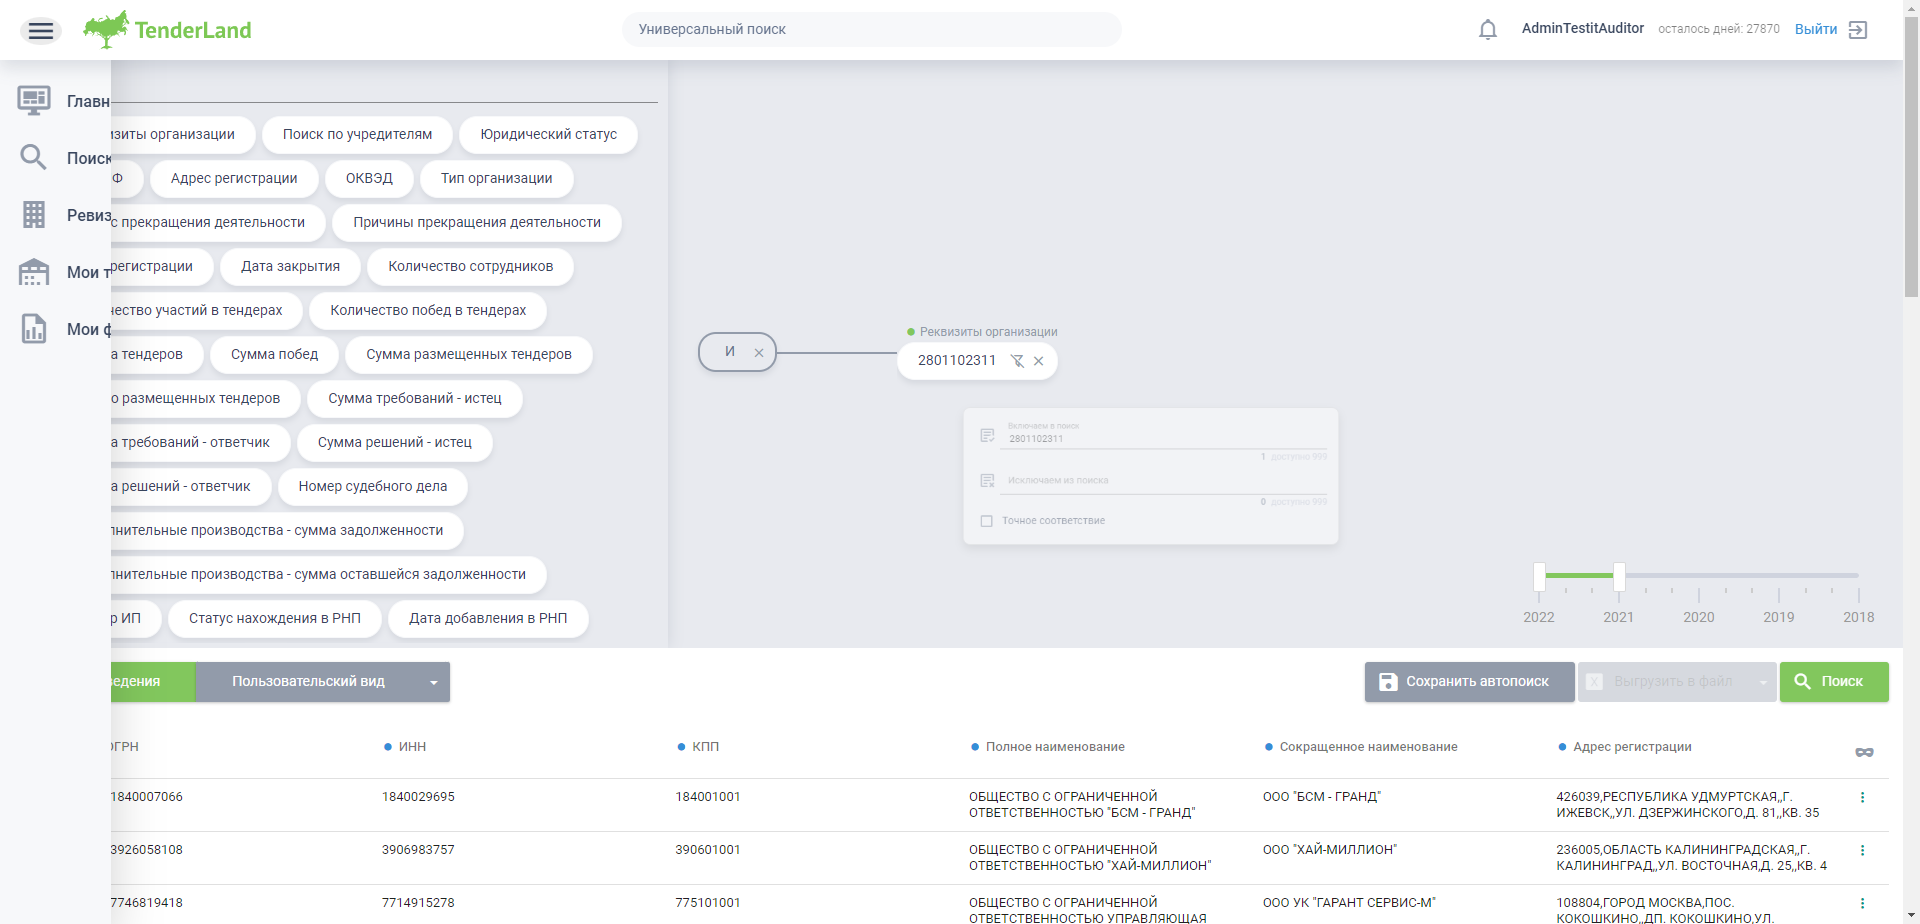 TenderLand
Универсальный поиск
AdminTestitAuditor
осталось дней: 27870
Выйти
Главн
Поиск
Ревиз
Мои т
Мои ф
изиты организации
Поиск по учредителям
Юридический статус
Ф
Адрес регистрации
ОКВЭД
Тип организации
с прекращения деятельности
Причины прекращения деятельности
регистрации
Дата закрытия
Количество сотрудников
чество участий в тендерах
Количество побед в тендерах
а тендеров
Сумма побед
Сумма размещенных тендеров
о размещенных тендеров
Сумма требований - истец
а требований - ответчик
Сумма решений - истец
а решений - ответчик
Номер судебного дела
лнительные производства - сумма задолженности
лнительные производства - сумма оставшейся задолженности
р ИП
Статус нахождения в РНП
Дата добавления в РНП
И
Реквизиты организации
2801102311
Включаем в поиск
2801102311
1 доступно 999
Исключаем из поиска
0 доступно 999
Точное соответствие
2022 2021 2020 2019 2018
ведения
Пользовательский вид
Сохранить автопоиск
Выгрузить в файл
Поиск
ОГРН ИНН КПП Полное наименование Сокращенное наименование Адрес регистрации
1840007066 1840029695 184001001 ОБЩЕСТВО С ОГРАНИЧЕННОЙ ООО "БСМ - ГРАНД" 426039,РЕСПУБЛИКА УДМУРТСКАЯ,,Г.
ОТВЕТСТВЕННОСТЬЮ "БСМ - ГРАНД" ИЖЕВСК,,УЛ. ДЗЕРЖИНСКОГО,Д. 81,,КВ. 35
3926058108 3906983757 390601001 ОБЩЕСТВО С ОГРАНИЧЕННОЙ ООО "ХАЙ-МИЛЛИОН" 236005,ОБЛАСТЬ КАЛИНИНГРАДСКАЯ,,Г.
ОТВЕТСТВЕННОСТЬЮ "ХАЙ-МИЛЛИОН" КАЛИНИНГРАД,,УЛ. ВОСТОЧНАЯ,Д. 25,,КВ. 4
7746819418 7714915278 775101001 ОБЩЕСТВО С ОГРАНИЧЕННОЙ ООО УК "ГАРАНТ СЕРВИС-М" 108804,ГОРОД МОСКВА,ПОС.
ОТВЕТСТВЕННОСТЬЮ УПРАВЛЯЮЩАЯ КОКОШКИНО,,ДП. КОКОШКИНО,УЛ.